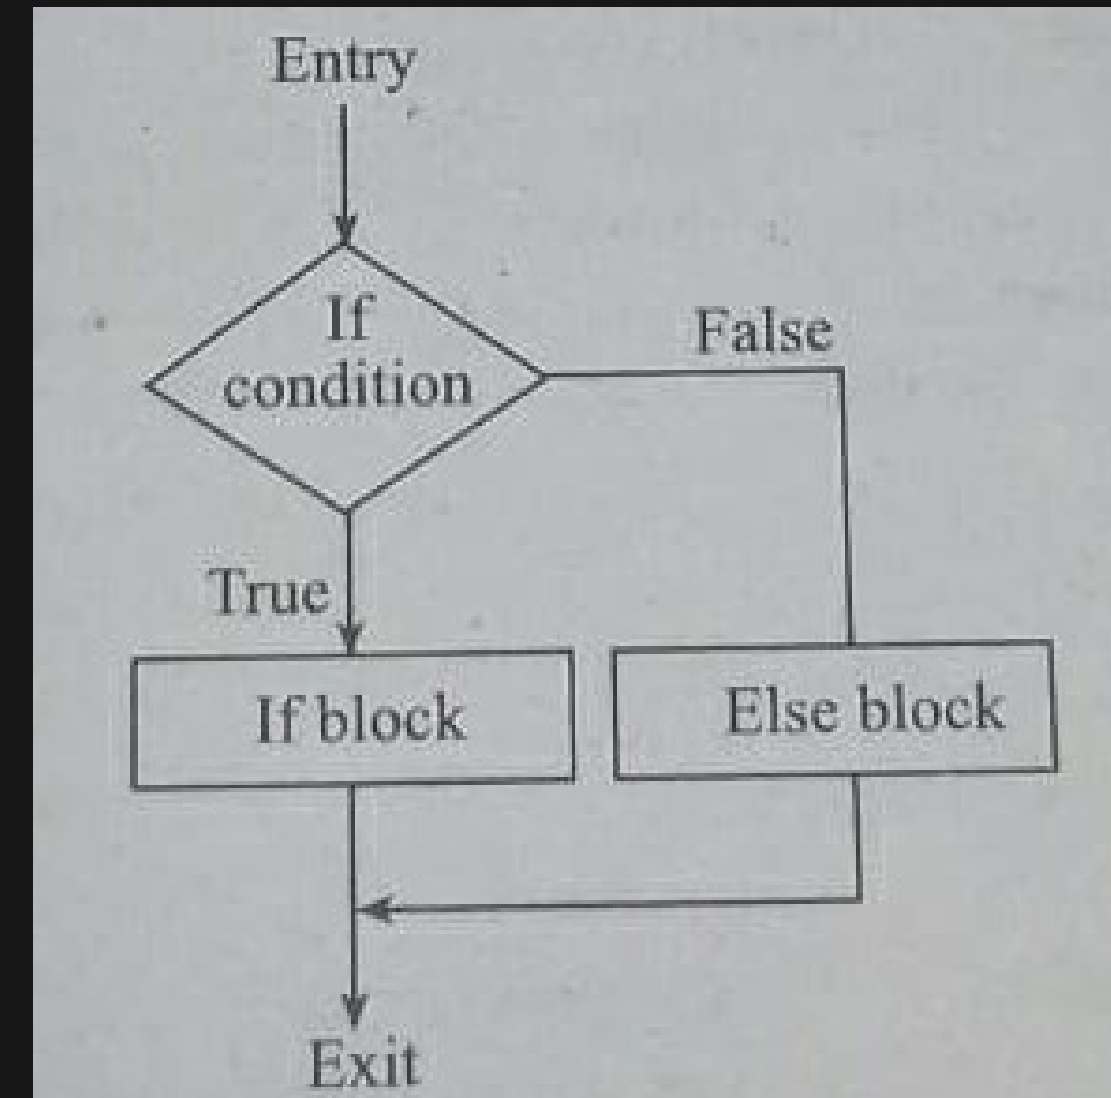 Entry
If
condition
False
True
If block
Else block
Exit